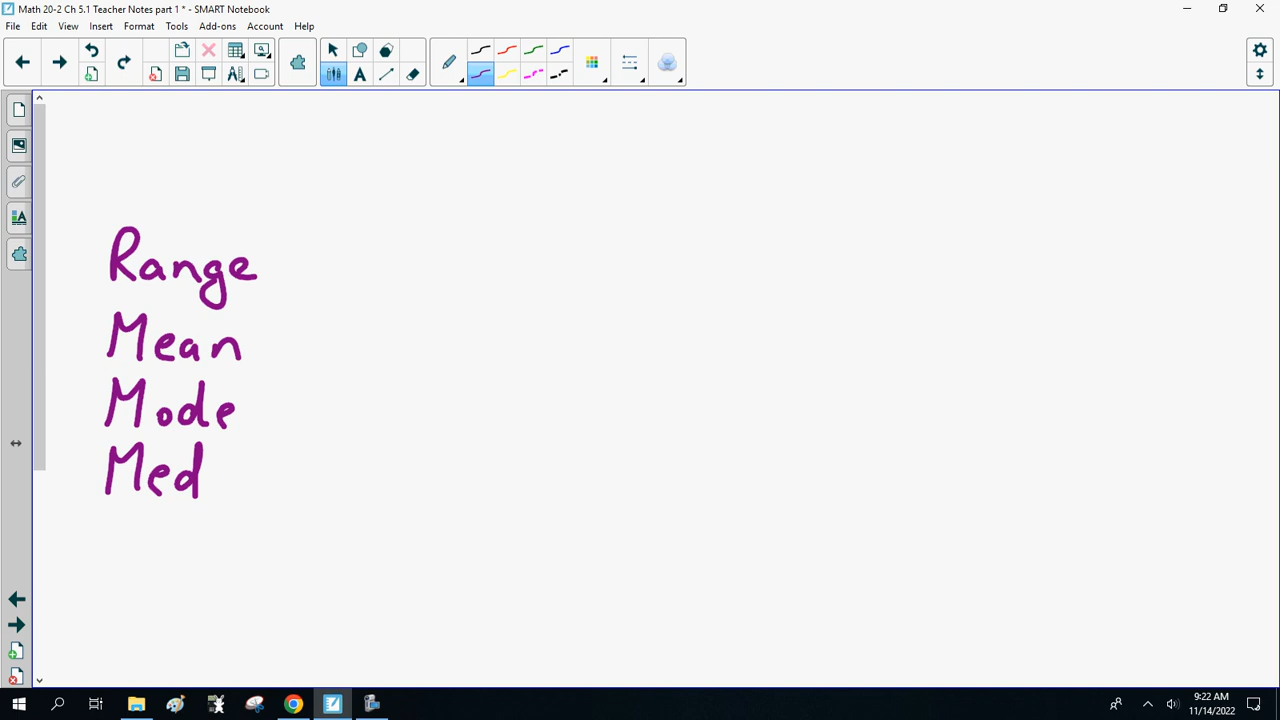 Math 20-2 Ch 5.1 Teacher Notes part 1 * - SMART Notebook
File Edit View Insert Format Tools Add-ons Account Help
Range
Mean
Mode
Med
9:22 AM
11/14/2022